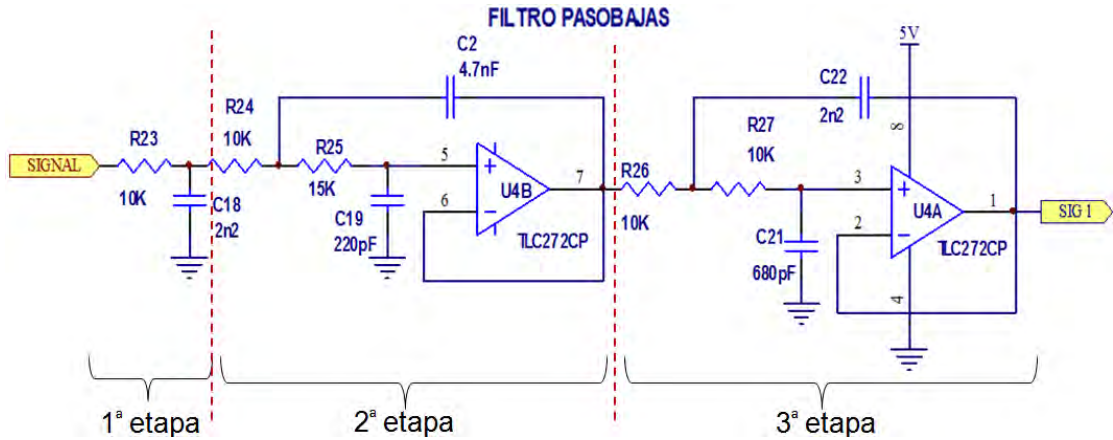 FILTRO PASOBAJAS
SIGNAL
R23
10K
C18
2n2
R24
10K
R25
15K
C2
4.7nF
C19
220pF
5
6
7
U4B
TLC272CP
R26
10K
R27
10K
C22
2n2
C21
680pF
5V
8
3
2
1
4
U4A
TLC272CP
SIG 1
1ª etapa
2ª etapa
3ª etapa